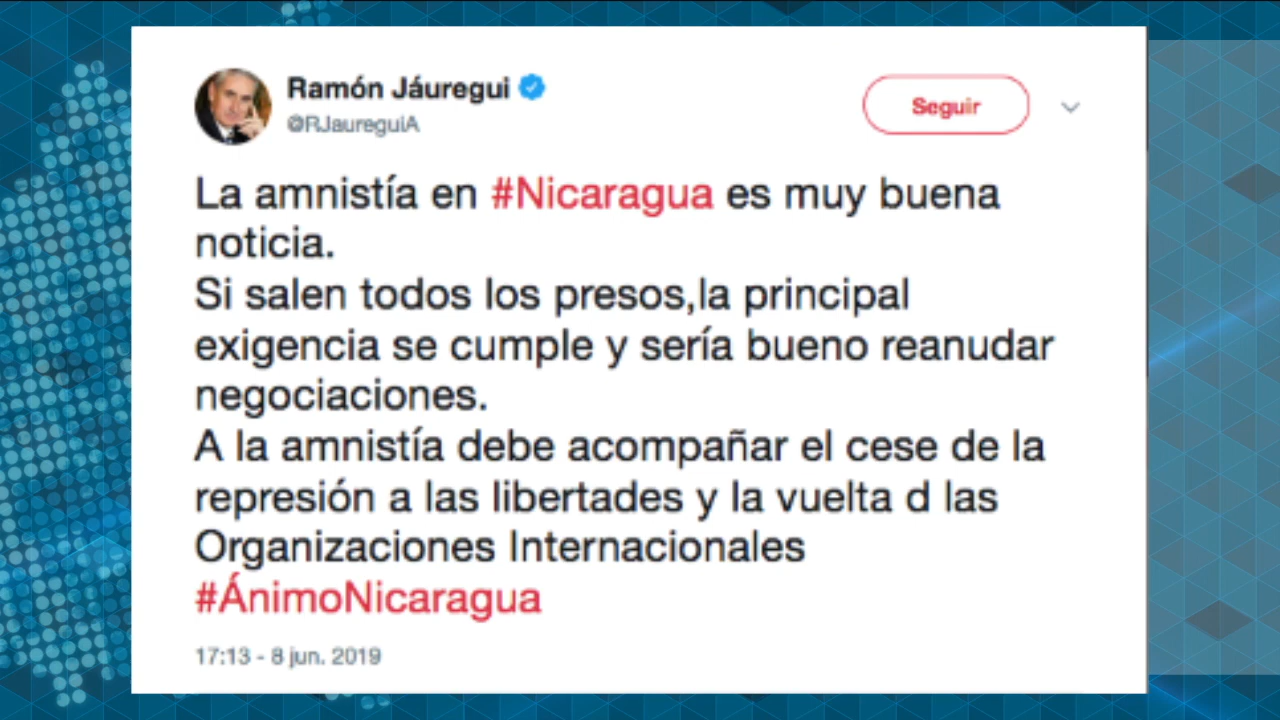 Ramón Jáuregui
@RJaureguiA
Seguir
La amnistía en #Nicaragua es muy buena
noticia.
Si salen todos los presos,la principal
exigencia se cumple y sería bueno reanudar
negociaciones.
A la amnistía debe acompañar el cese de la
represión a las libertades y la vuelta d las
Organizaciones Internacionales
#ÁnimoNicaragua
17:13 - 8 jun. 2019